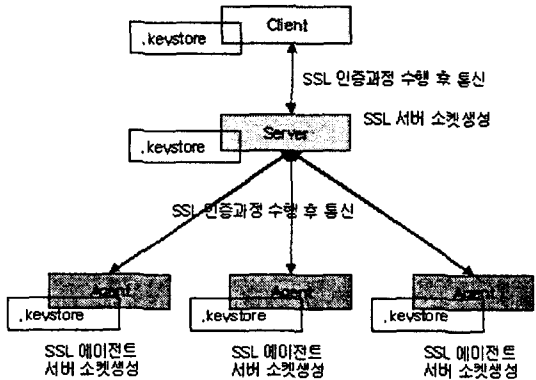 Client
.keystore
SSL 인증과정 수행 후 통신
SSL 서버 소켓생성
Server
.keystore
SSL 인증과정 수행 후 통신
Agent
Agent
Agent
.keystore
.keystore
.keystore
SSL 에이전트
서버 소켓생성
SSL 에이전트
서버 소켓생성
SSL 에이전트
서버 소켓생성